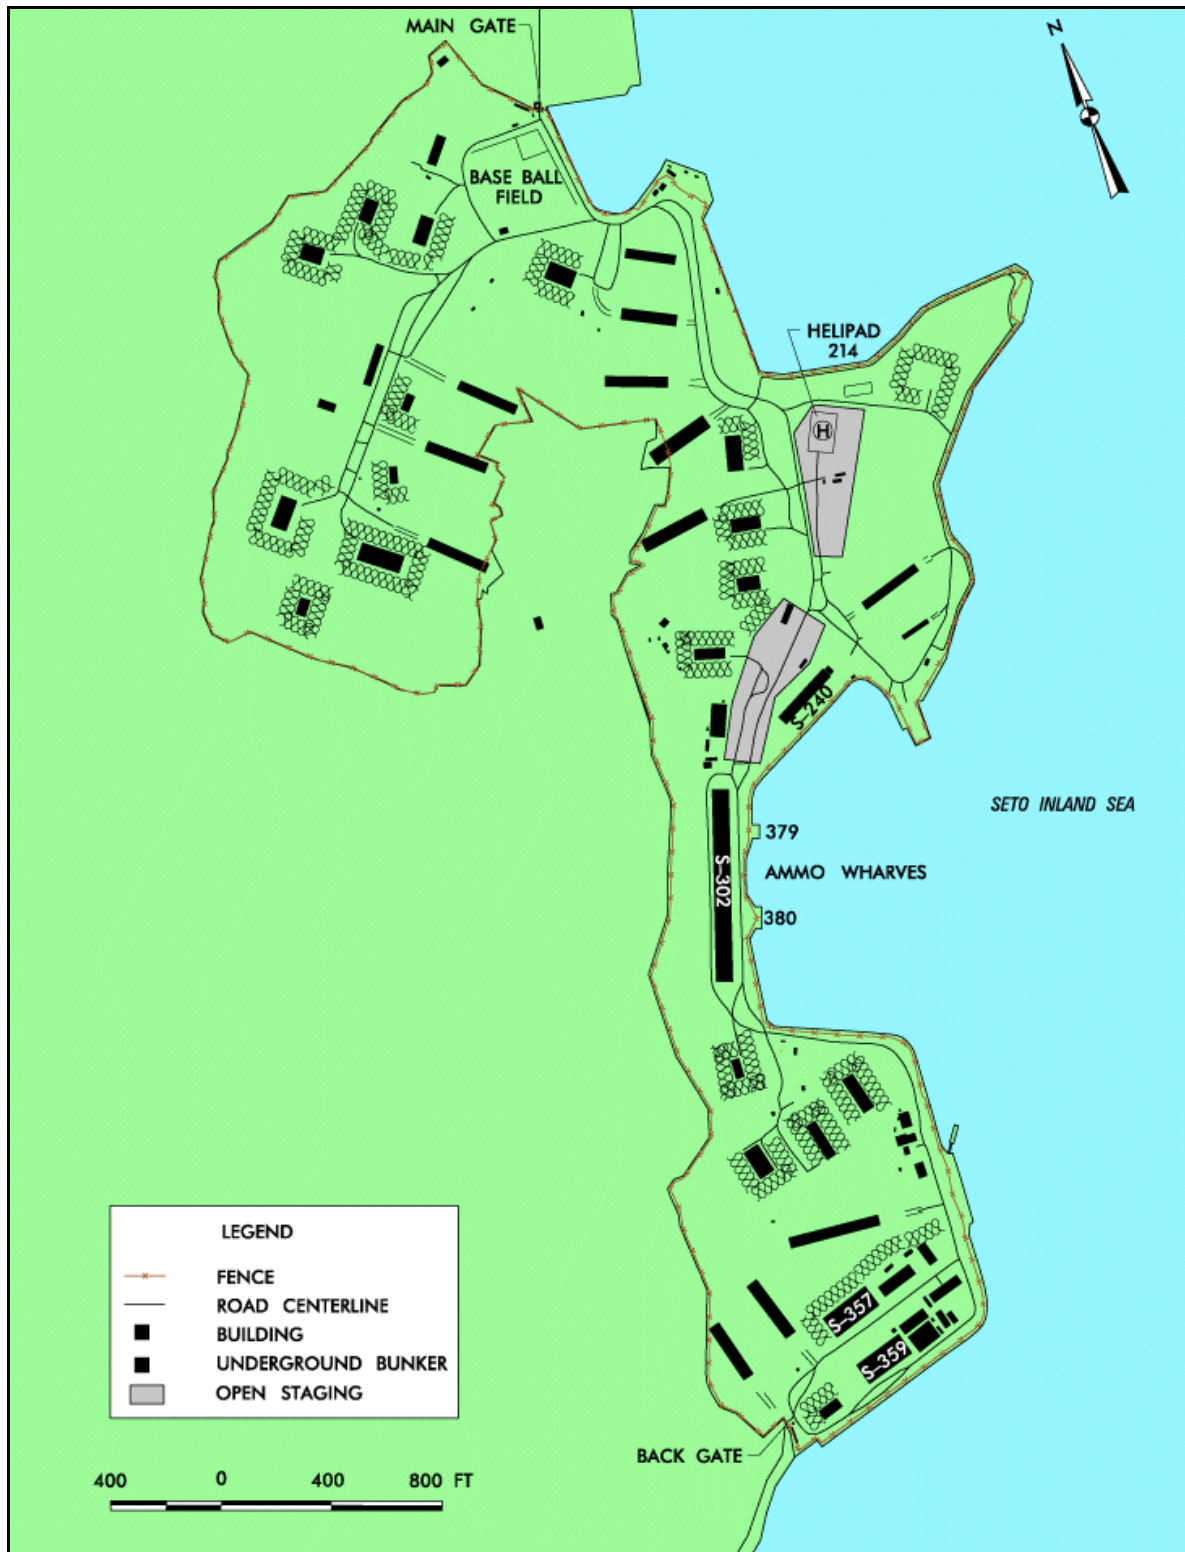 MAIN GATE
N
BASE BALL
FIELD
HELIPAD
214
H
S-240
SETO INLAND SEA
379
S-302
AMMO WHARVES
380
LEGEND
FENCE
ROAD CENTERLINE
BUILDING
UNDERGROUND BUNKER
OPEN STAGING
S-357
S-359
BACK GATE
400 0 400 800 FT